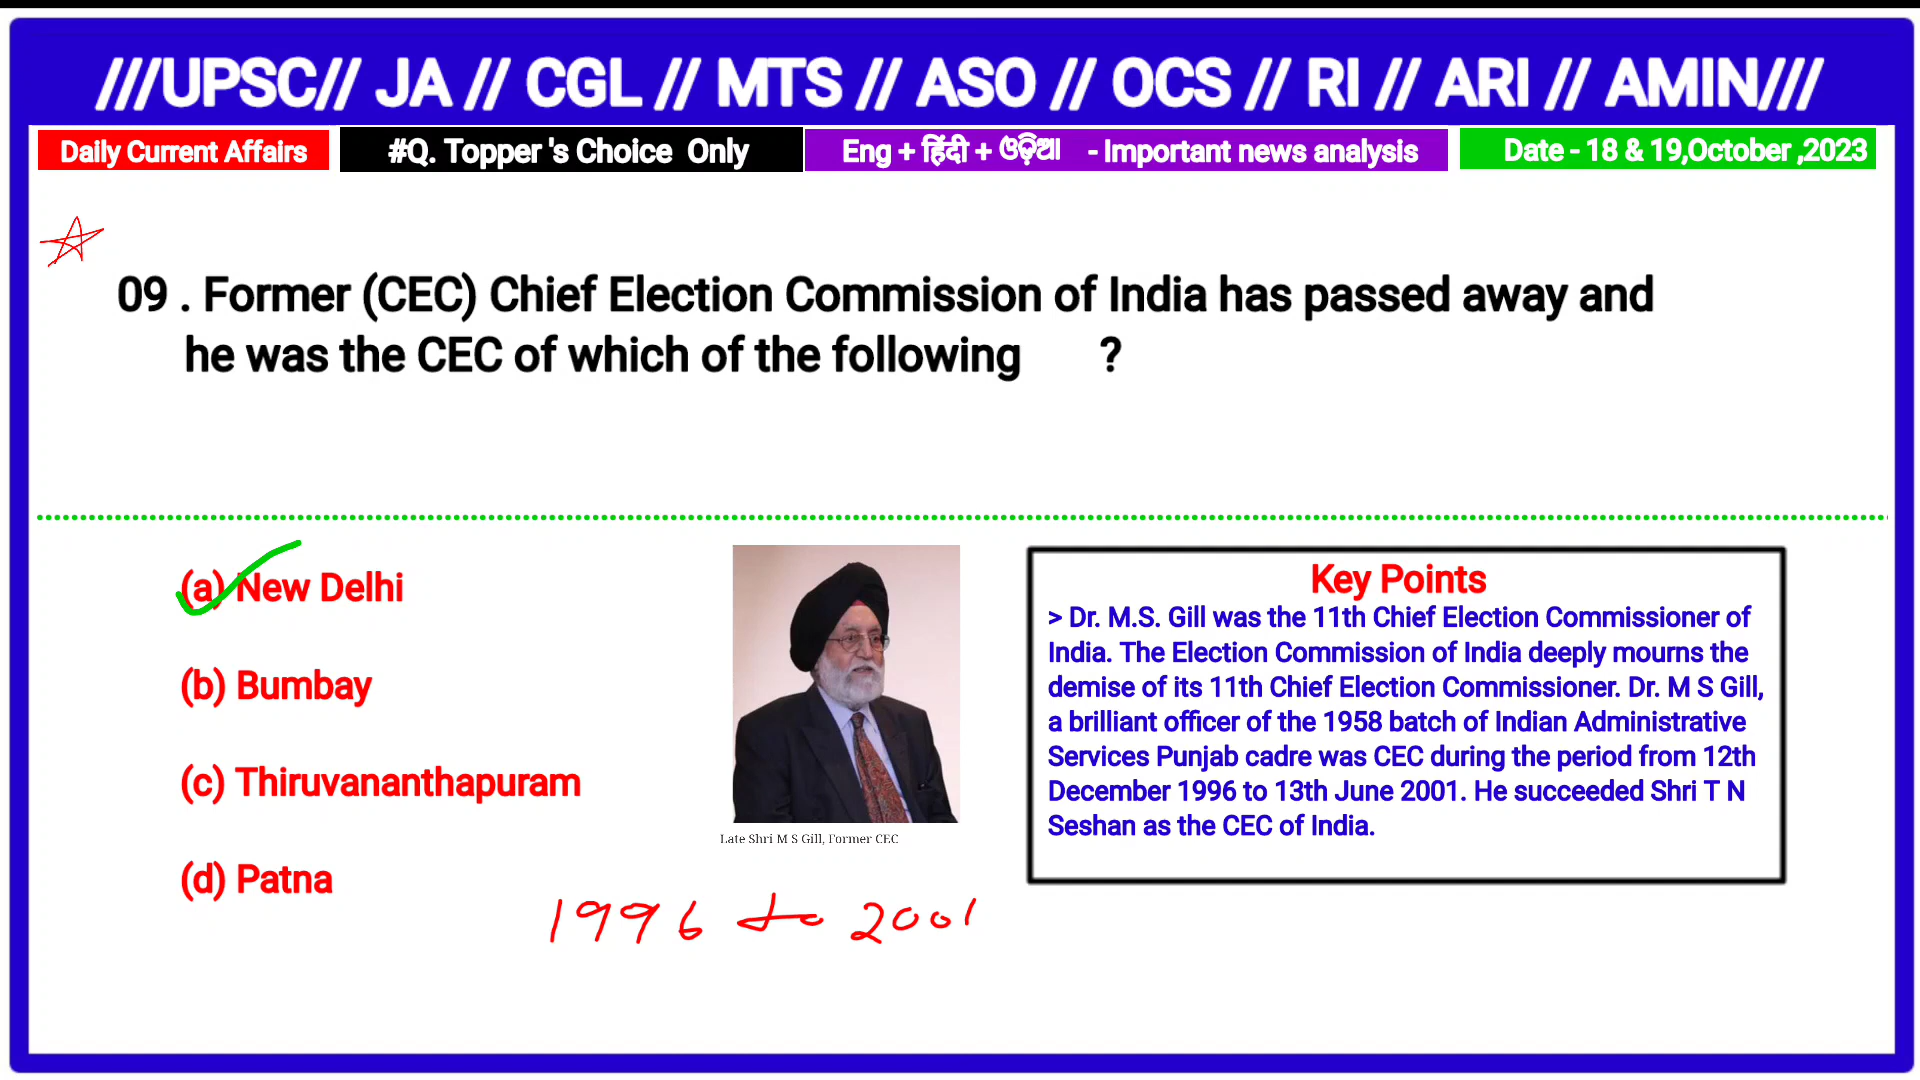 ///UPSC// JA // CGL // MTS // ASO // OCS // RI // ARI // AMIN///
Daily Current Affairs
#Q. Topper 's Choice Only
Eng + हिंदी + ଓଡ଼ିଆ - Important news analysis
Date - 18 & 19,October ,2023
09 . Former (CEC) Chief Election Commission of India has passed away and
he was the CEC of which of the following ?
(a) New Delhi
(b) Bumbay
(c) Thiruvananthapuram
(d) Patna
Late Shri M S Gill, Former CEC
1996 to 2001
Key Points
> Dr. M.S. Gill was the 11th Chief Election Commissioner of
India. The Election Commission of India deeply mourns the
demise of its 11th Chief Election Commissioner. Dr. M S Gill,
a brilliant officer of the 1958 batch of Indian Administrative
Services Punjab cadre was CEC during the period from 12th
December 1996 to 13th June 2001. He succeeded Shri T N
Seshan as the CEC of India.